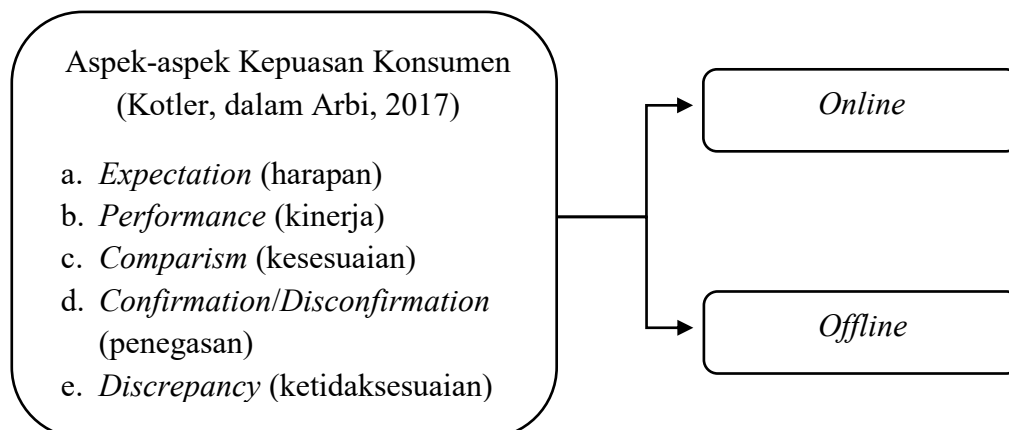 Aspek-aspek Kepuasan Konsumen
(Kotler, dalam Arbi, 2017)
a. Expectation (harapan)
b. Performance (kinerja)
c. Comparism (kesesuaian)
d. Confirmation/Disconfirmation
(penegasan)
e. Discrepancy (ketidaksesuaian)
Online
Offline